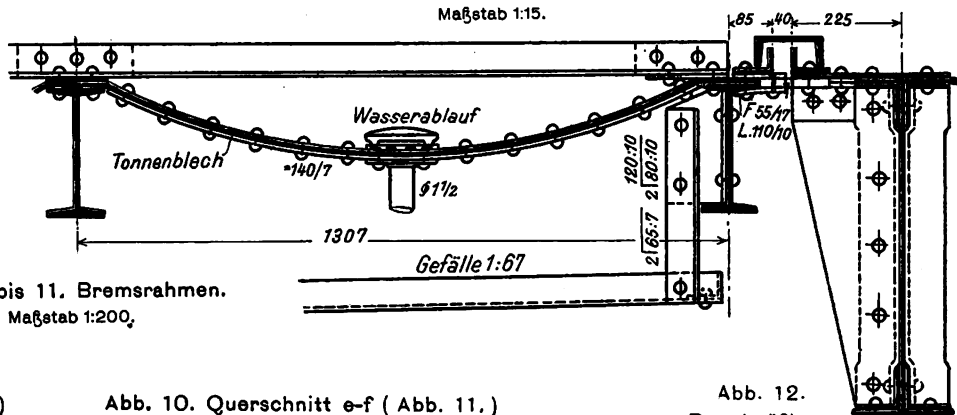 Maßstab 1:15.
85 40 225
Wasserablauf
F 55/17
L.110/10
Tonnenblech
=140/7
∮1 1/2
120:10
2|80:10
2|65:7
1307
Gefälle 1:67
bis 11. Bremsrahmen.
Maßstab 1:200.
)
Abb. 10. Querschnitt e-f ( Abb. 11.)
Abb. 12.